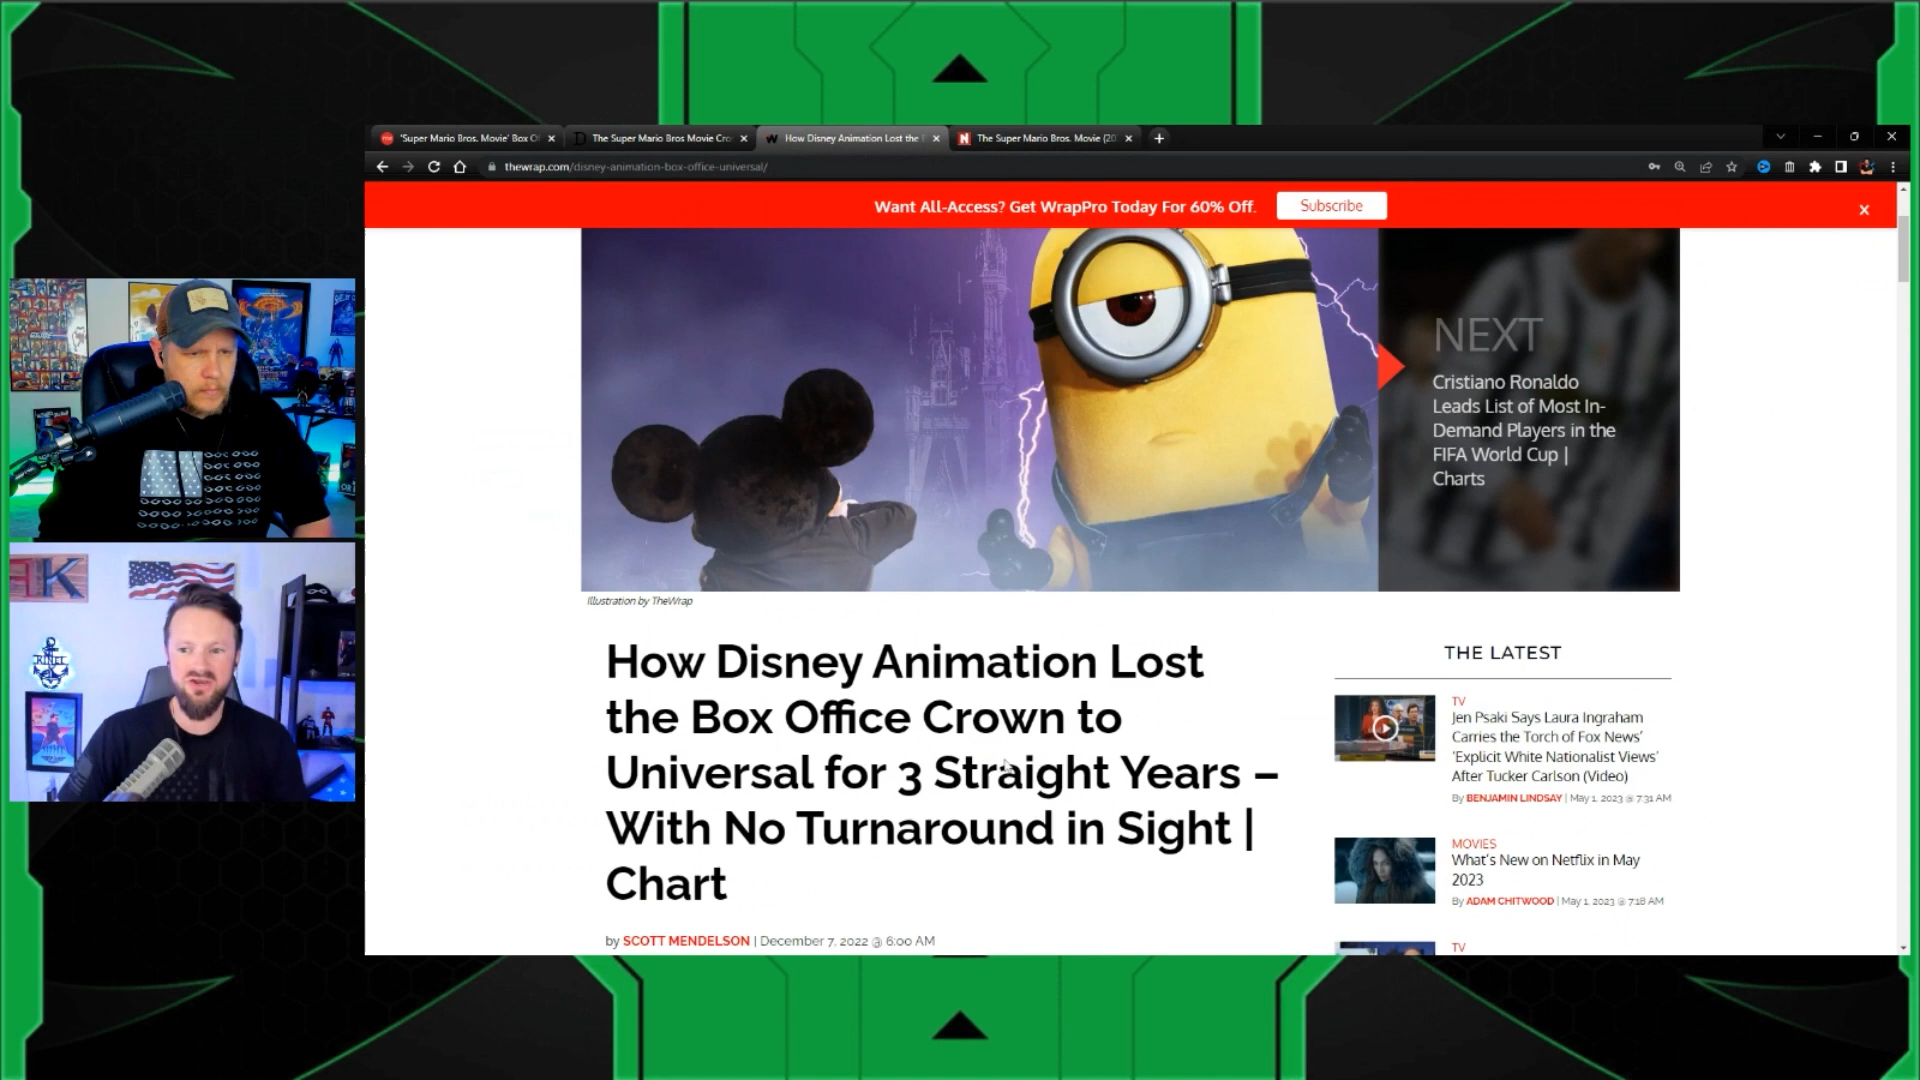 'Super Mario Bros. Movie' Box O
The Super Mario Bros Movie Cro
How Disney Animation Lost the
The Super Mario Bros. Movie (20
thewrap.com/disney-animation-box-office-universal/
Want All-Access? Get WrapPro Today For 60% Off.
Subscribe
x
NEXT
Cristiano Ronaldo
Leads List of Most In-
Demand Players in the
FIFA World Cup |
Charts
Illustration by TheWrap
How Disney Animation Lost
the Box Office Crown to
Universal for 3 Straight Years –
With No Turnaround in Sight |
Chart
by SCOTT MENDELSON | December 7, 2022 @ 6:00 AM
THE LATEST
TV
Jen Psaki Says Laura Ingraham
Carries the Torch of Fox News'
'Explicit White Nationalist Views'
After Tucker Carlson (Video)
By BENJAMIN LINDSAY | May 1, 2023 @ 7:31 AM
MOVIES
What's New on Netflix in May
2023
By ADAM CHITWOOD | May 1, 2023 @ 7:18 AM
TV
K